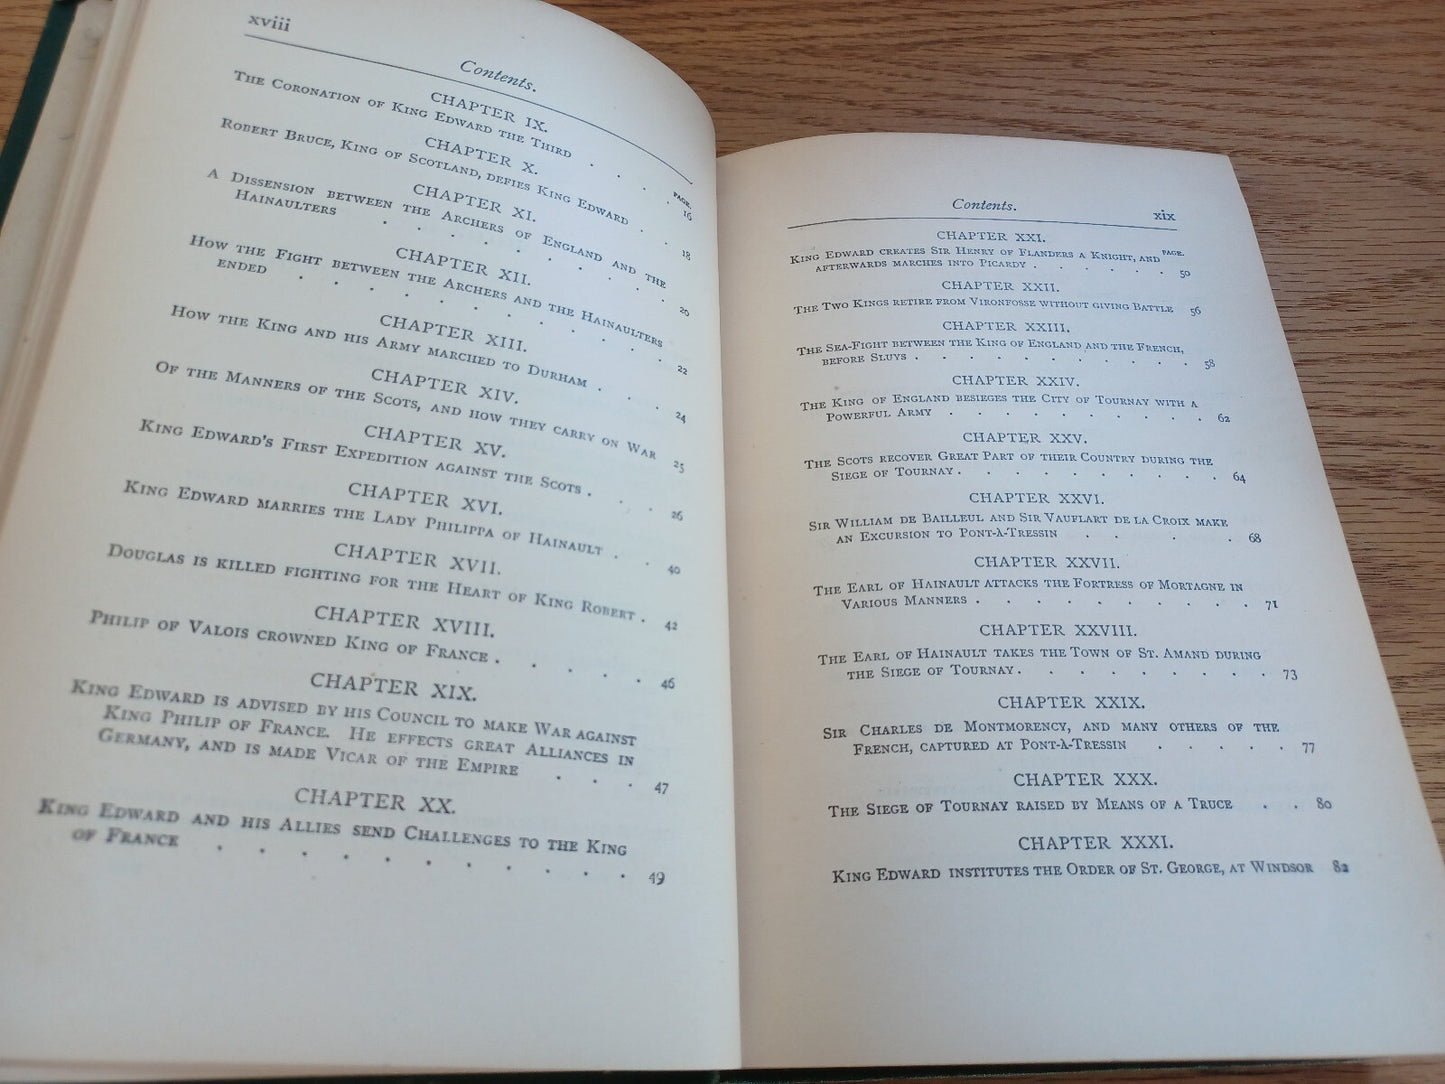 xviii
Contents.
CHAPTER IX.
PAGE.
The Coronation of King Edward the Third . . . . 16
CHAPTER X.
Robert Bruce, King of Scotland, defies King Edward . . 18
CHAPTER XI.
A Dissension between the Archers of England and the
Hainaulters . . . . . . . . 20
CHAPTER XII.
How the Fight between the Archers and the Hainaulters
ended . . . . . . . . . 22
CHAPTER XIII.
How the King and his Army marched to Durham . . . 24
CHAPTER XIV.
Of the Manners of the Scots, and how they carry on War 25
CHAPTER XV.
King Edward's First Expedition against the Scots . . . 26
CHAPTER XVI.
King Edward marries the Lady Philippa of Hainault . . 40
CHAPTER XVII.
Douglas is killed fighting for the Heart of King Robert . 42
CHAPTER XVIII.
Philip of Valois crowned King of France . . . . . 46
CHAPTER XIX.
King Edward is advised by his Council to make War against
King Philip of France. He effects great Alliances in
Germany, and is made Vicar of the Empire . . . 47
CHAPTER XX.
King Edward and his Allies send Challenges to the King
of France . . . . . . . . . . 49
Contents.
xix
CHAPTER XXI.
PAGE.
King Edward creates Sir Henry of Flanders a Knight, and
afterwards marches into Picardy . . . . . . 50
CHAPTER XXII.
The Two Kings retire from Vironfosse without giving Battle 56
CHAPTER XXIII.
The Sea-Fight between the King of England and the French,
before Sluys . . . . . . . . . . . 58
CHAPTER XXIV.
The King of England besieges the City of Tournay with a
Powerful Army . . . . . . . . . . 62
CHAPTER XXV.
The Scots recover Great Part of their Country during the
Siege of Tournay . . . . . . . . . . 64
CHAPTER XXVI.
Sir William de Bailleul and Sir Vauflart de la Croix make
an Excursion to Pont-à-Tressin . . . . . 68
CHAPTER XXVII.
The Earl of Hainault attacks the Fortress of Mortagne in
Various Manners . . . . . . . . . . 71
CHAPTER XXVIII.
The Earl of Hainault takes the Town of St. Amand during
the Siege of Tournay . . . . . . . . . 73
CHAPTER XXIX.
Sir Charles de Montmorency, and many others of the
French, captured at Pont-à-Tressin . . . . . 77
CHAPTER XXX.
The Siege of Tournay raised by Means of a Truce . . 80
CHAPTER XXXI.
King Edward institutes the Order of St. George, at Windsor 82